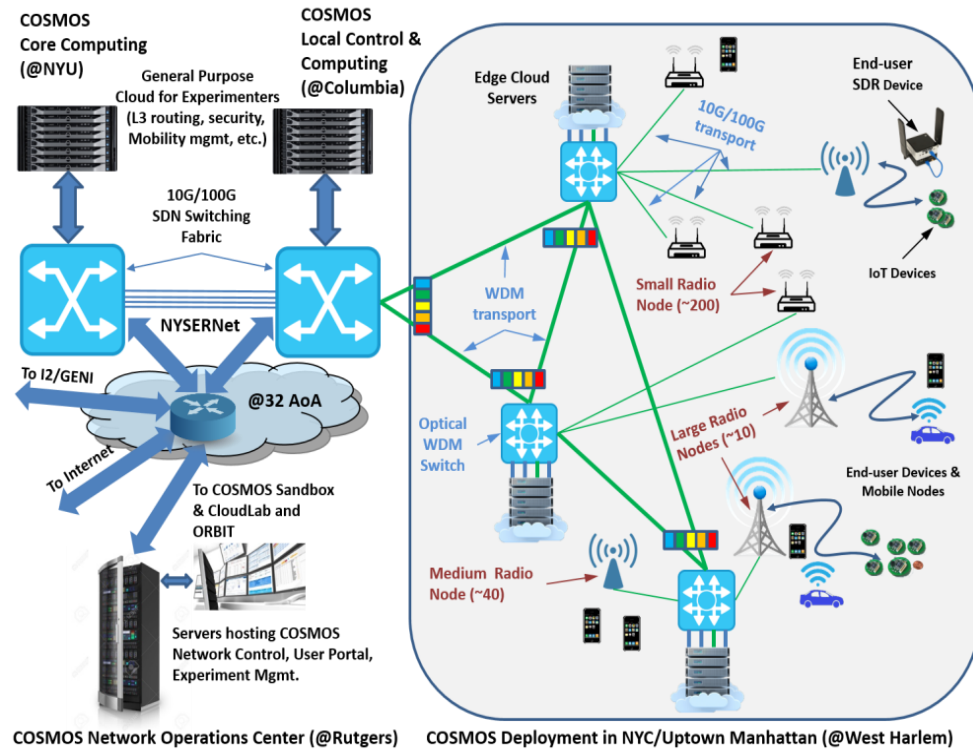 COSMOS
Core Computing
(@NYU)
COSMOS
Local Control &
Computing
(@Columbia)
General Purpose
Cloud for Experimenters
(L3 routing, security,
Mobility mgmt, etc.)
10G/100G
SDN Switching
Fabric
NYSERNet
To I2/GENI
@32 AoA
To Internet
To COSMOS Sandbox
& CloudLab and
ORBIT
Servers hosting COSMOS
Network Control, User Portal,
Experiment Mgmt.
COSMOS Network Operations Center (@Rutgers)
Edge Cloud
Servers
10G/100G
transport
End-user
SDR Device
IoT Devices
WDM
transport
Small Radio
Node (~200)
Optical
WDM
Switch
Large Radio
Nodes (~10)
End-user Devices &
Mobile Nodes
Medium Radio
Node (~40)
COSMOS Deployment in NYC/Uptown Manhattan (@West Harlem)